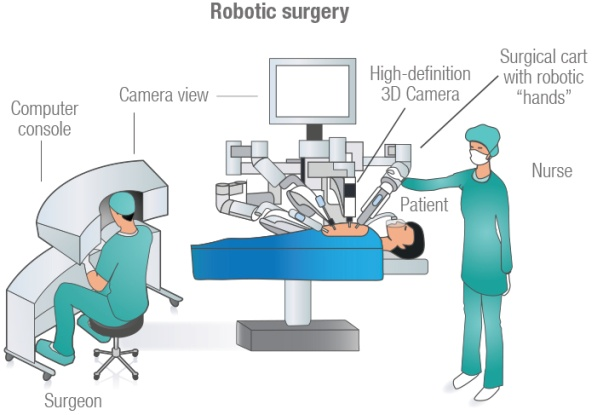 Robotic surgery
Computer
console
Camera view
High-definition
3D Camera
Surgical cart
with robotic
“hands”
Nurse
Patient
Surgeon